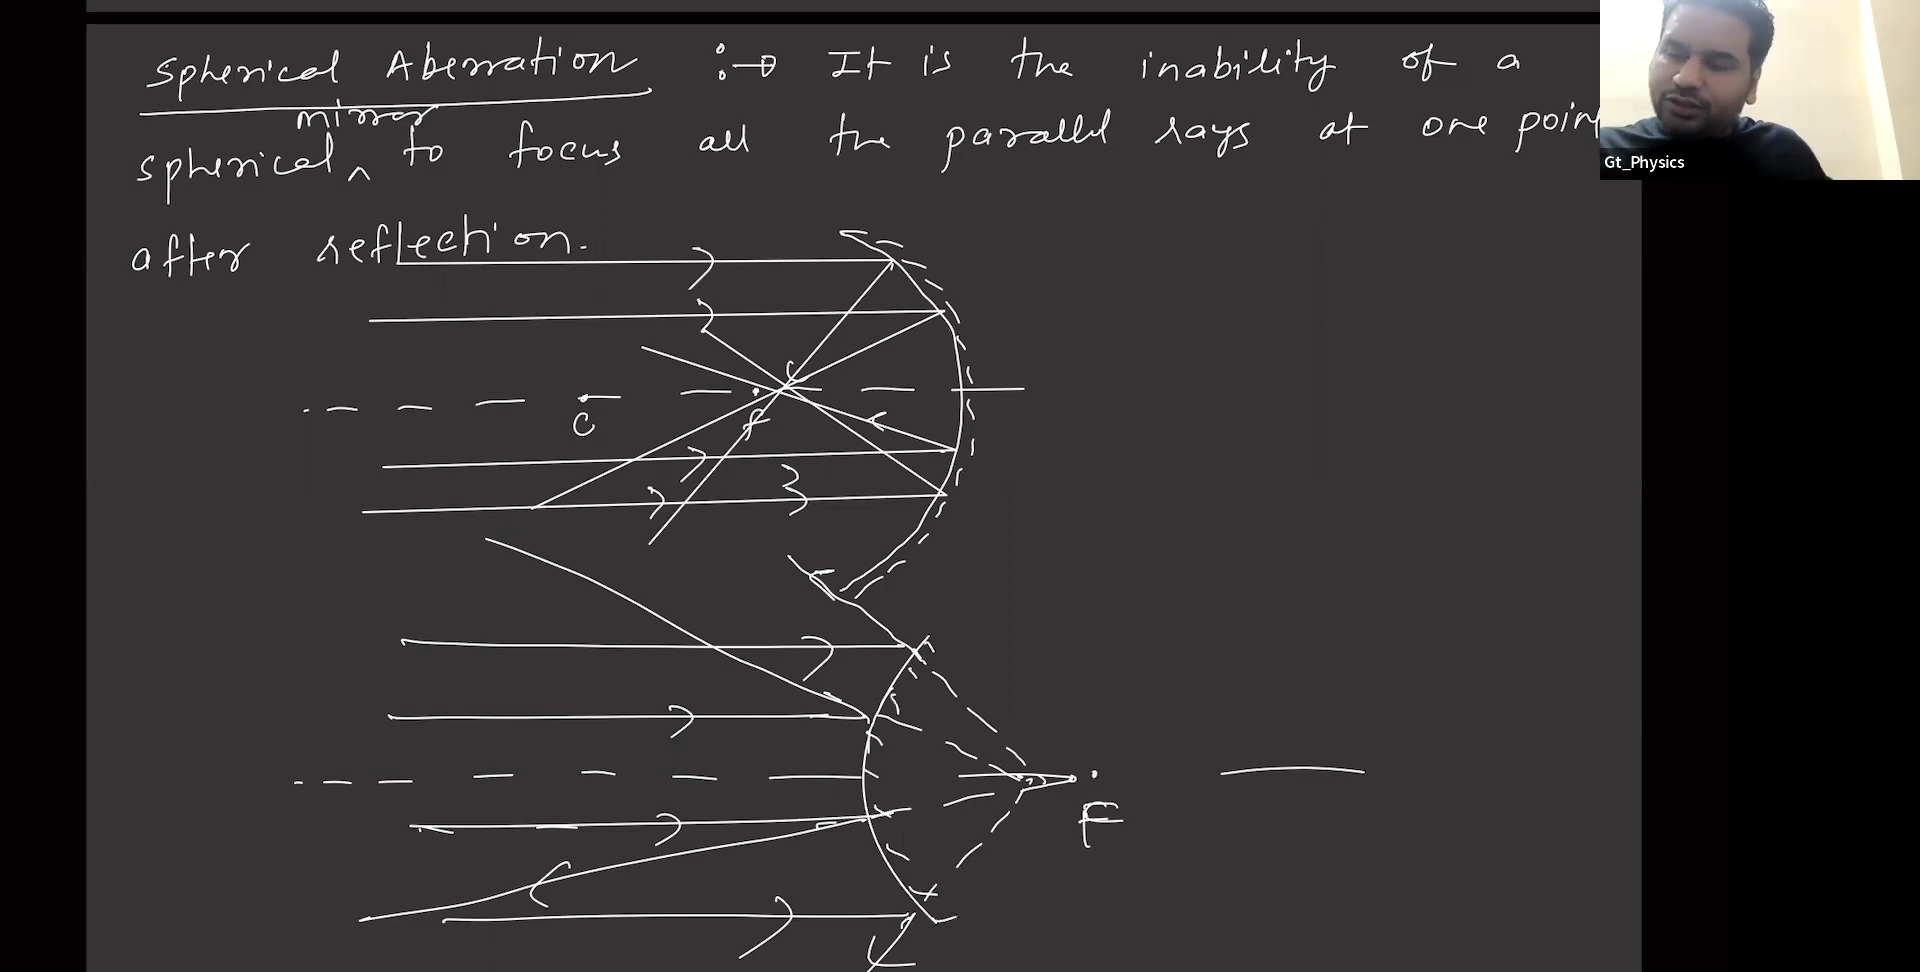 Spherical Aberration :→ It is the inability of a
spherical mirror to focus all the parallel rays at one poin
after reflection.
C
f
F
Gt_Physics